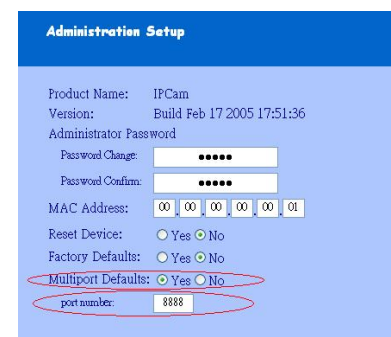 Administration Setup
Product Name: IPCam
Version: Build Feb 17 2005 17:51:36
Administrator Password
Password Change: •••••
Password Confirm: •••••
MAC Address: 00 . 00 . 00 . 00 . 00 . 01
Reset Device: Yes No
Factory Defaults: Yes No
Multiport Defaults: Yes No
port number: 8888